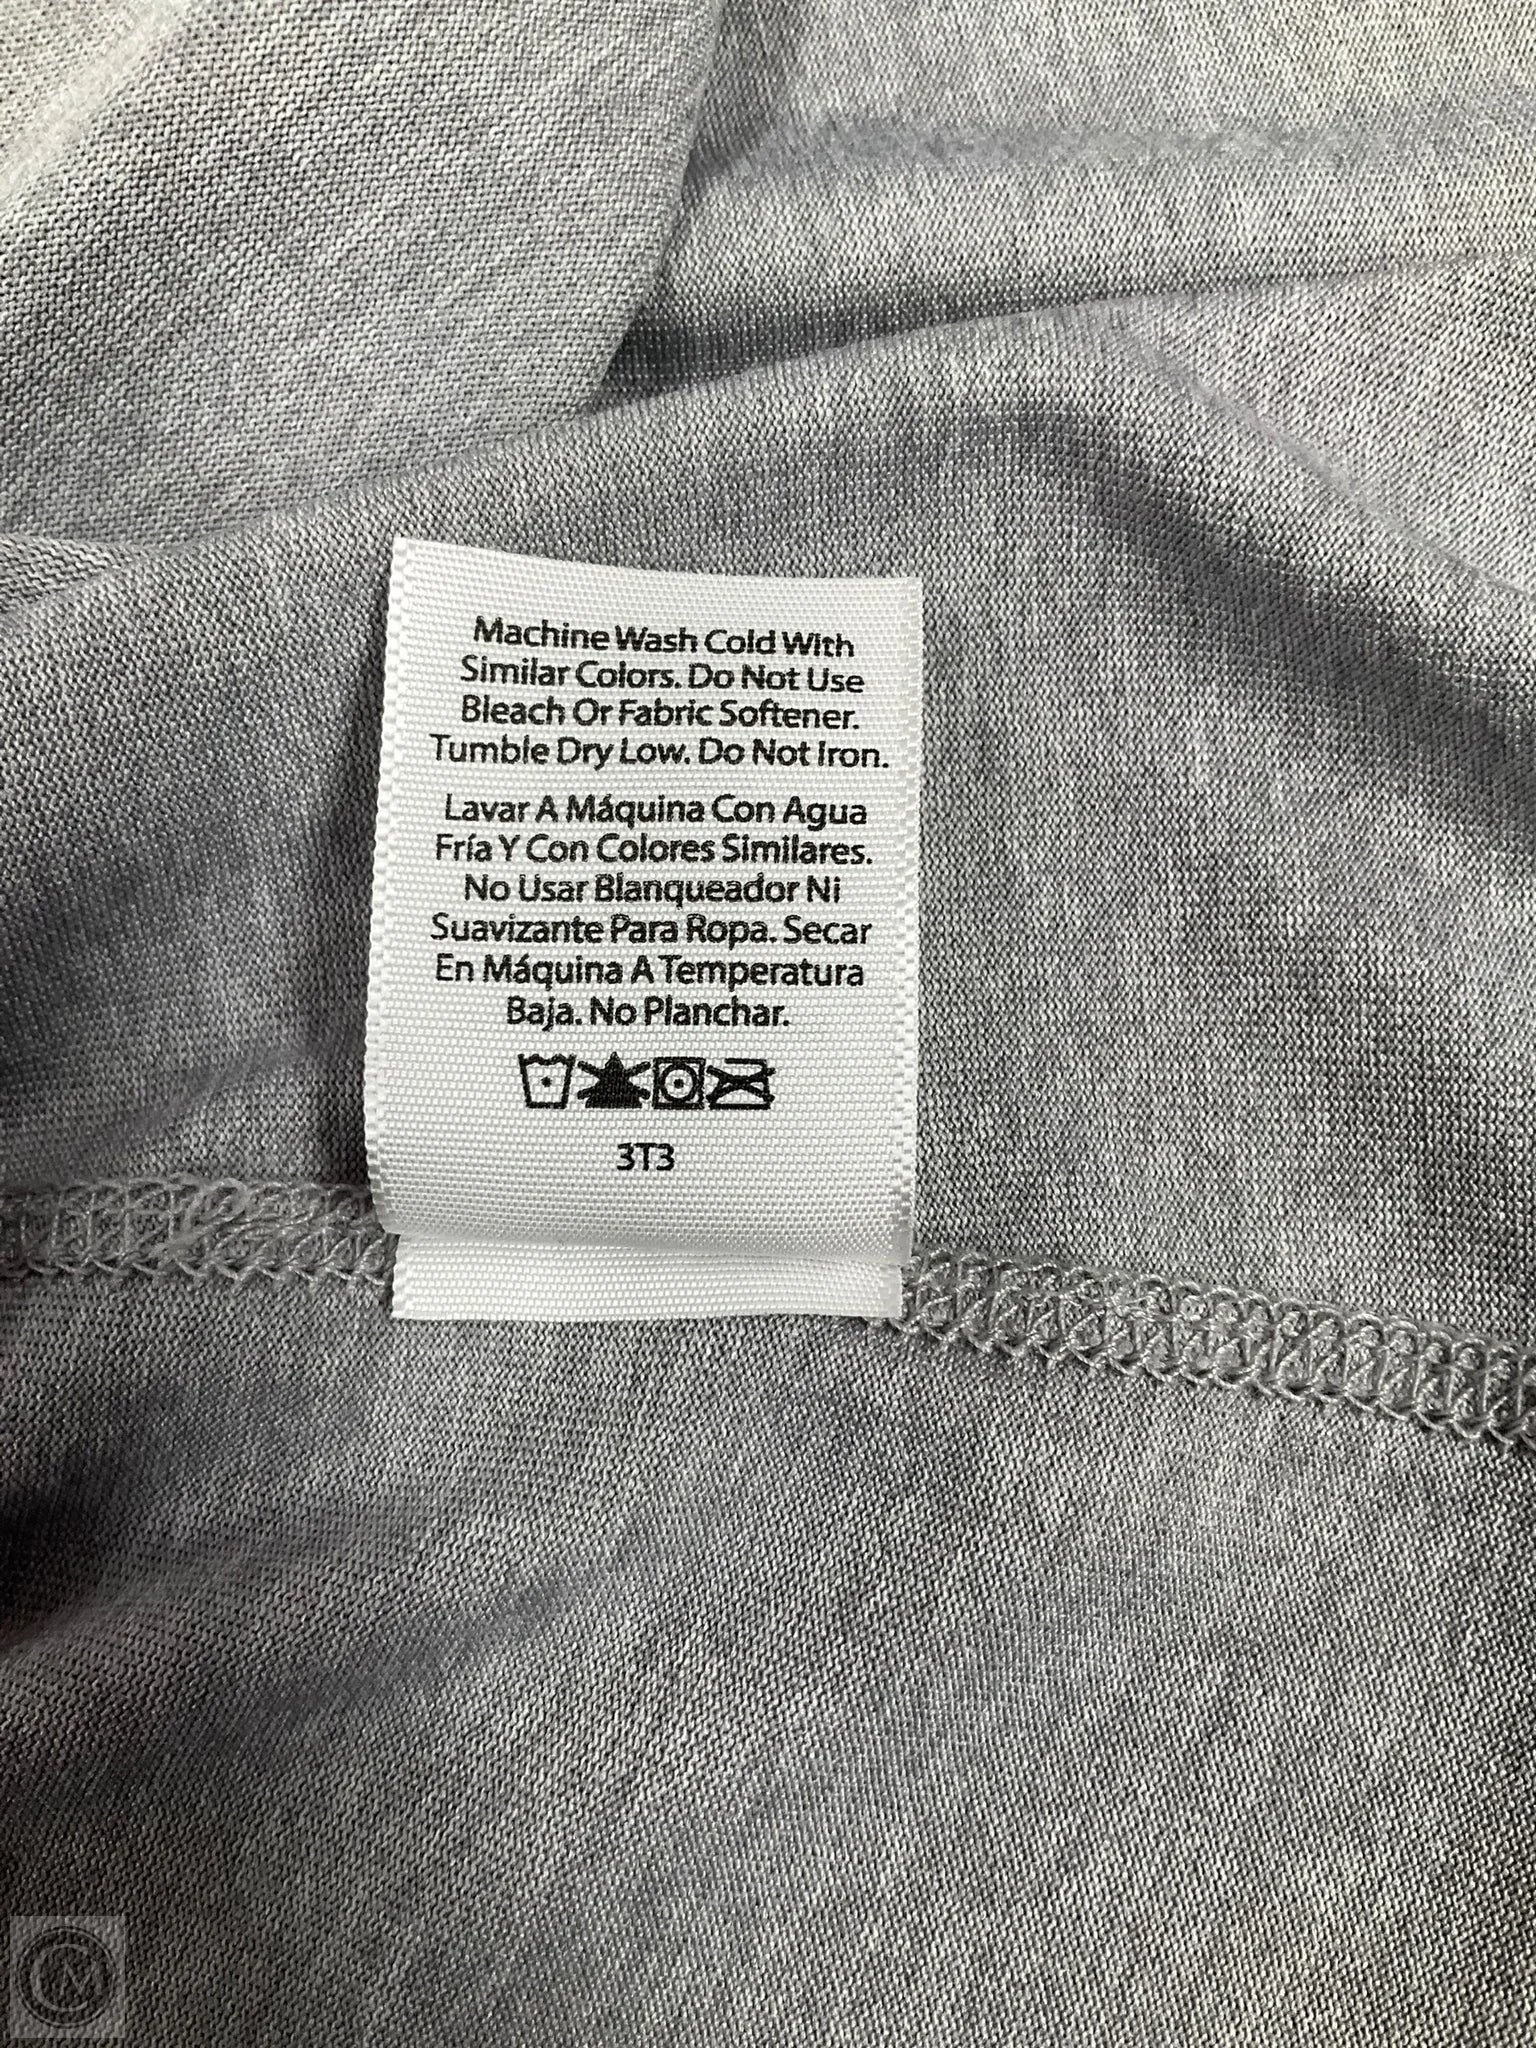 Machine Wash Cold With
Similar Colors. Do Not Use
Bleach Or Fabric Softener.
Tumble Dry Low. Do Not Iron.
Lavar A Máquina Con Agua
Fría Y Con Colores Similares.
No Usar Blanqueador Ni
Suavizante Para Ropa. Secar
En Máquina A Temperatura
Baja. No Planchar.
3T3
CM